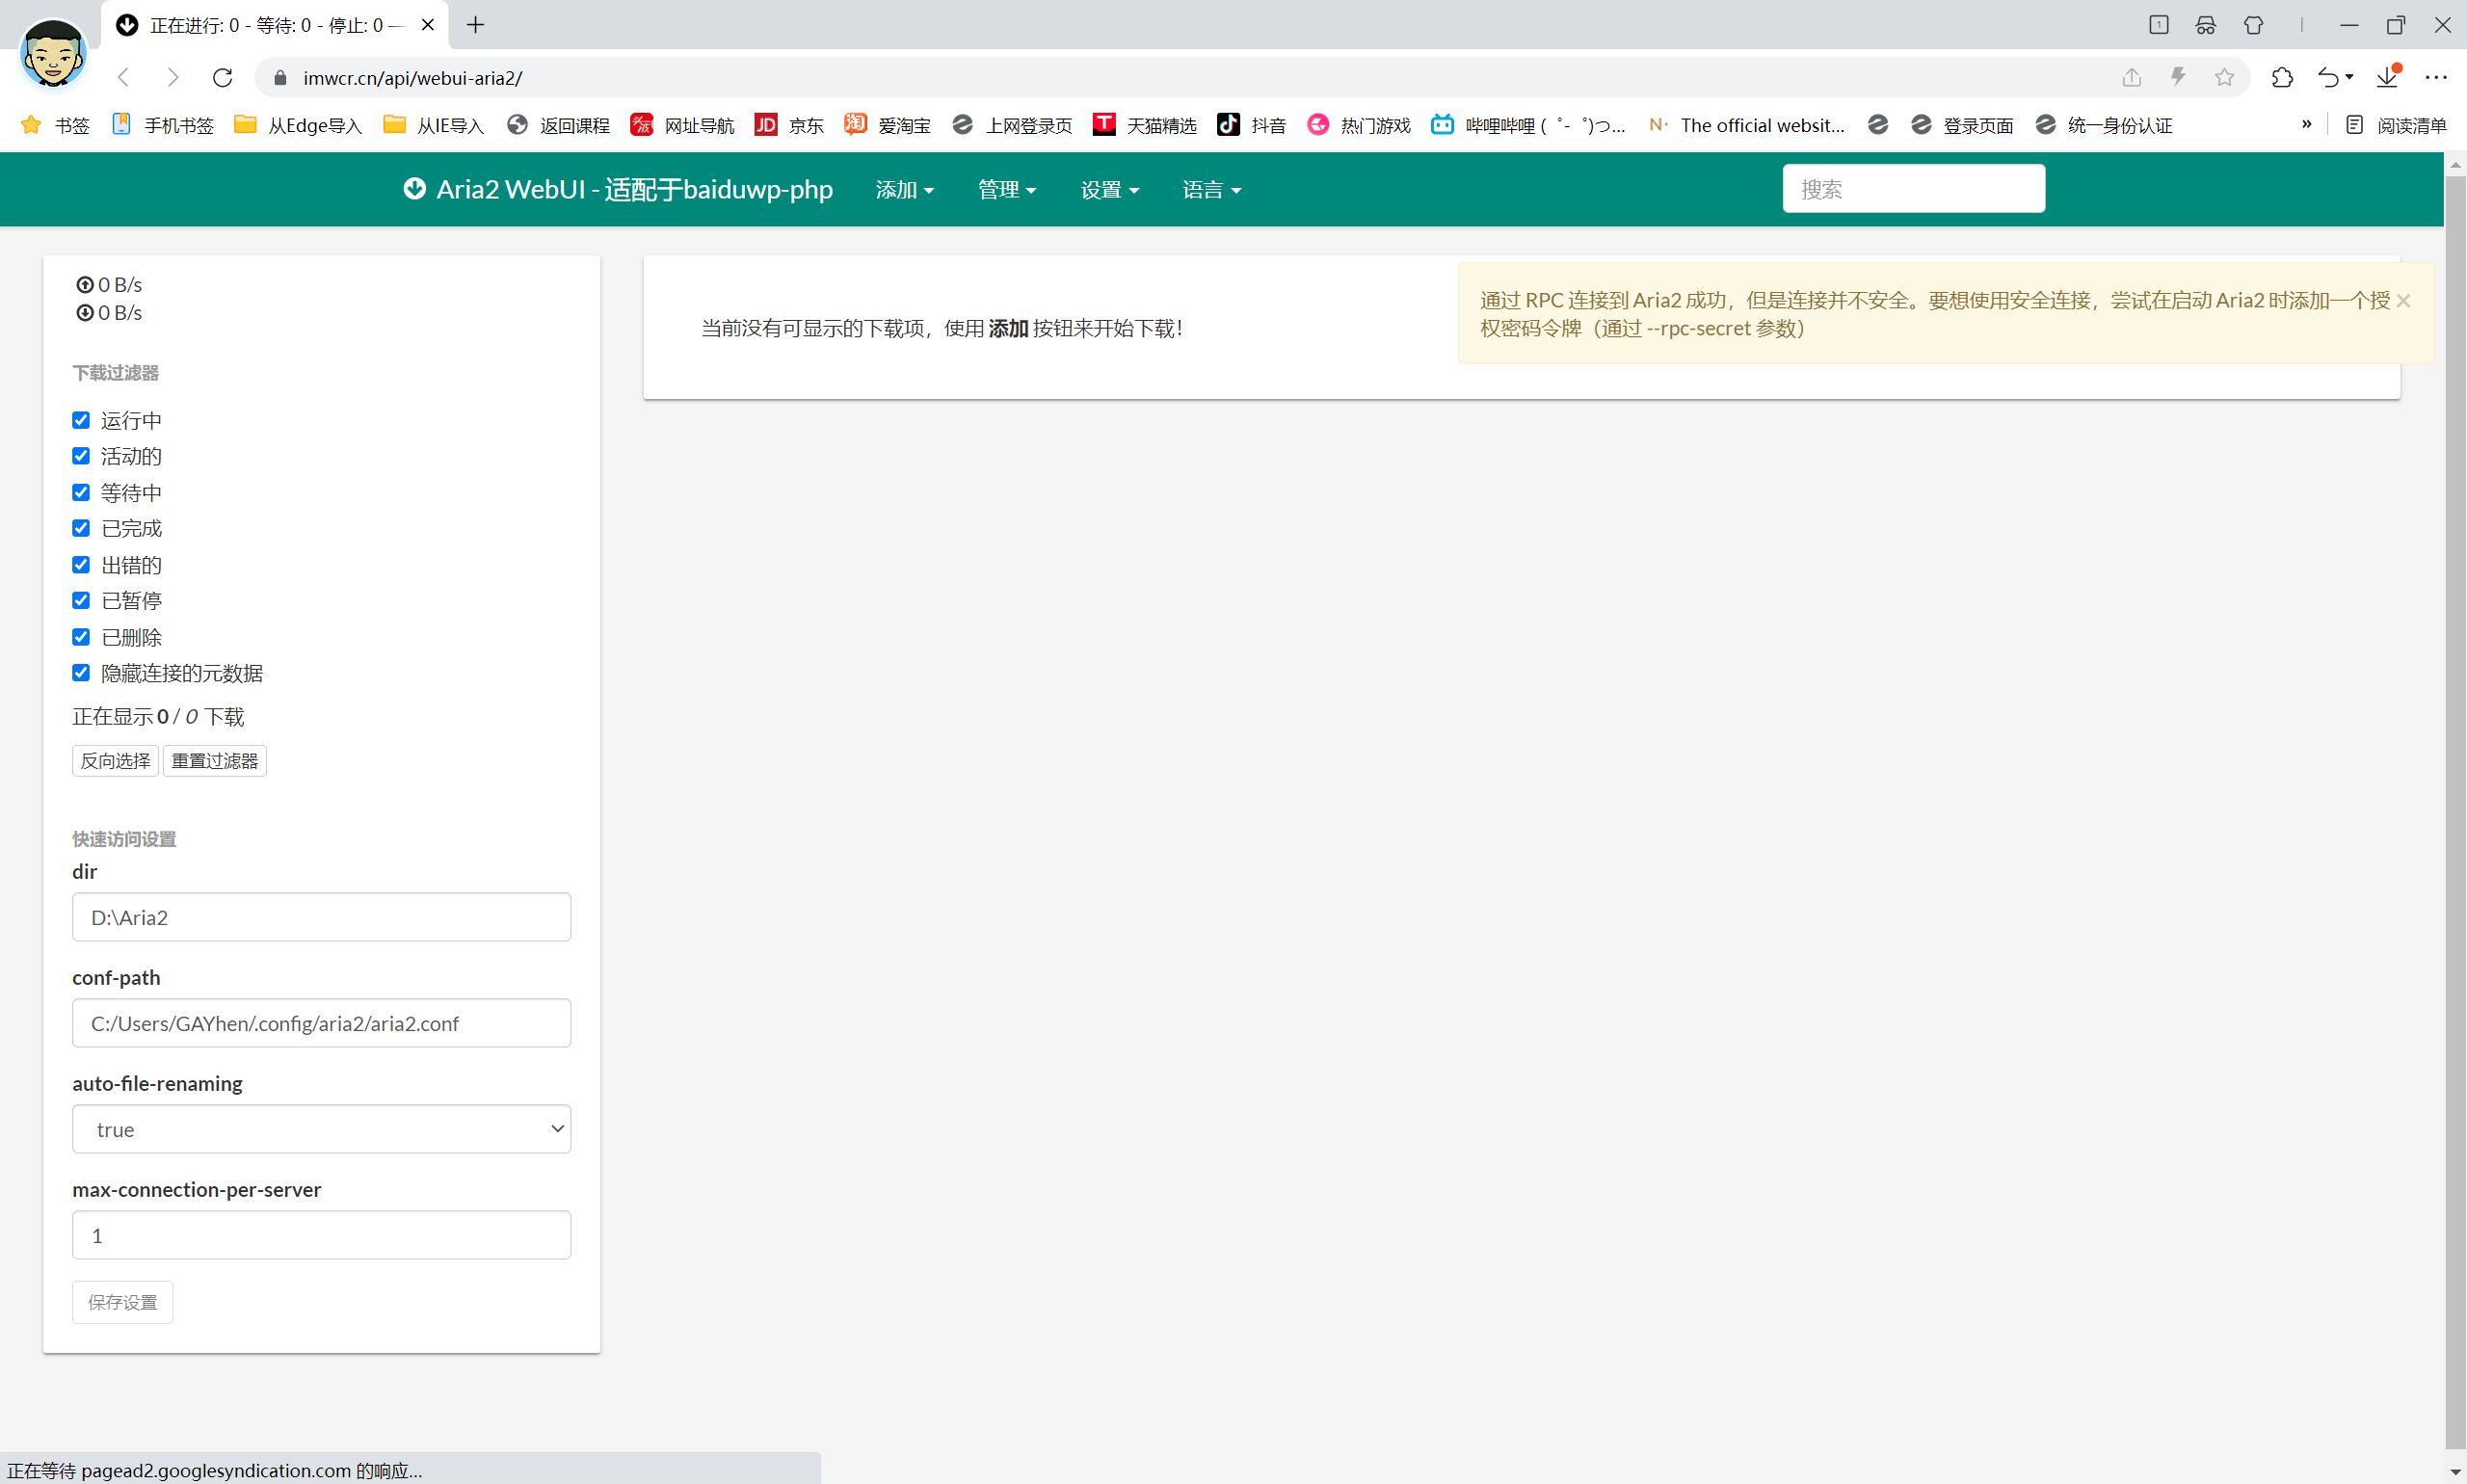 正在进行: 0 - 等待: 0 - 停止: 0 —
imwcr.cn/api/webui-aria2/
书签 手机书签 从Edge导入 从IE导入 返回课程 网址导航 京东 爱淘宝 上网登录页 天猫精选 抖音 热门游戏 哔哩哔哩 ( ゜- ゜)つ... The official websit... 登录页面 统一身份认证 » 阅读清单
Aria2 WebUI - 适配于baiduwp-php 添加 管理 设置 语言 搜索
0 B/s
0 B/s
下载过滤器
运行中
活动的
等待中
已完成
出错的
已暂停
已删除
隐藏连接的元数据
正在显示 0 / 0 下载
反向选择 重置过滤器
快速访问设置
dir
D:\Aria2
conf-path
C:/Users/GAYhen/.config/aria2/aria2.conf
auto-file-renaming
true
max-connection-per-server
1
保存设置
当前没有可显示的下载项，使用 添加 按钮来开始下载！
通过 RPC 连接到 Aria2 成功，但是连接并不安全。要想使用安全连接，尝试在启动 Aria2 时添加一个授
权密码令牌（通过 --rpc-secret 参数）
正在等待 pagead2.googlesyndication.com 的响应...